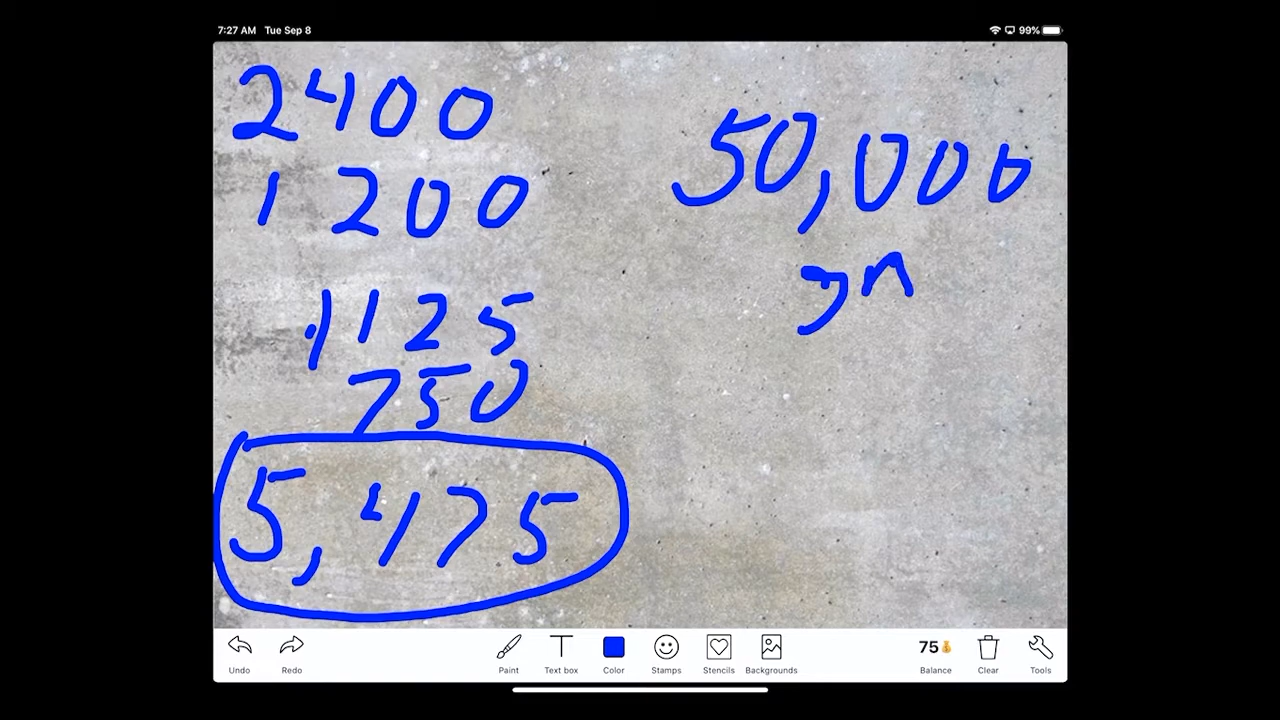 7:27 AM Tue Sep 8
99%
2400
1200
1125
750
5,475
50,000
Undo
Redo
Paint
Text box
Color
Stamps
Stencils
Backgrounds
75
Balance
Clear
Tools